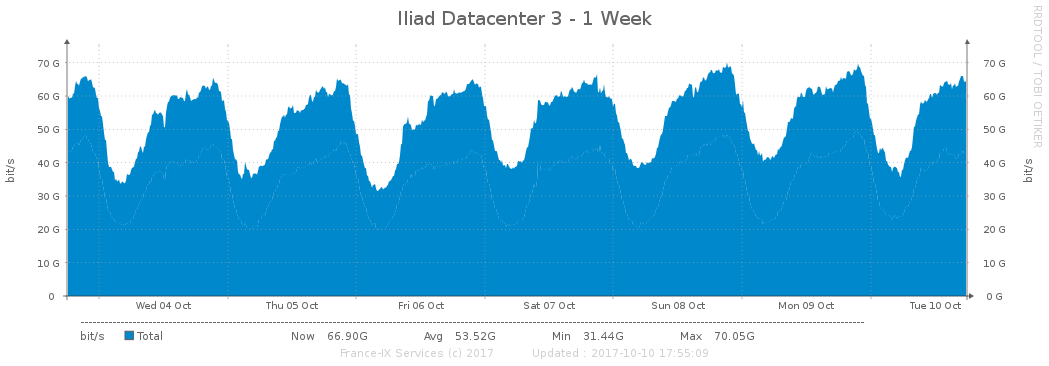 Iliad Datacenter 3 - 1 Week
RRDTOOL / TOBI OETIKER
bit/s
70 G 70 G
60 G 60 G
50 G 50 G
40 G 40 G
30 G 30 G
20 G 20 G
10 G 10 G
0 0 G
bit/s
Wed 04 Oct Thu 05 Oct Fri 06 Oct Sat 07 Oct Sun 08 Oct Mon 09 Oct Tue 10 Oct
bit/s Total Now 66.90G Avg 53.52G Min 31.44G Max 70.05G
France-IX Services (c) 2017 Updated : 2017-10-10 17:55:09